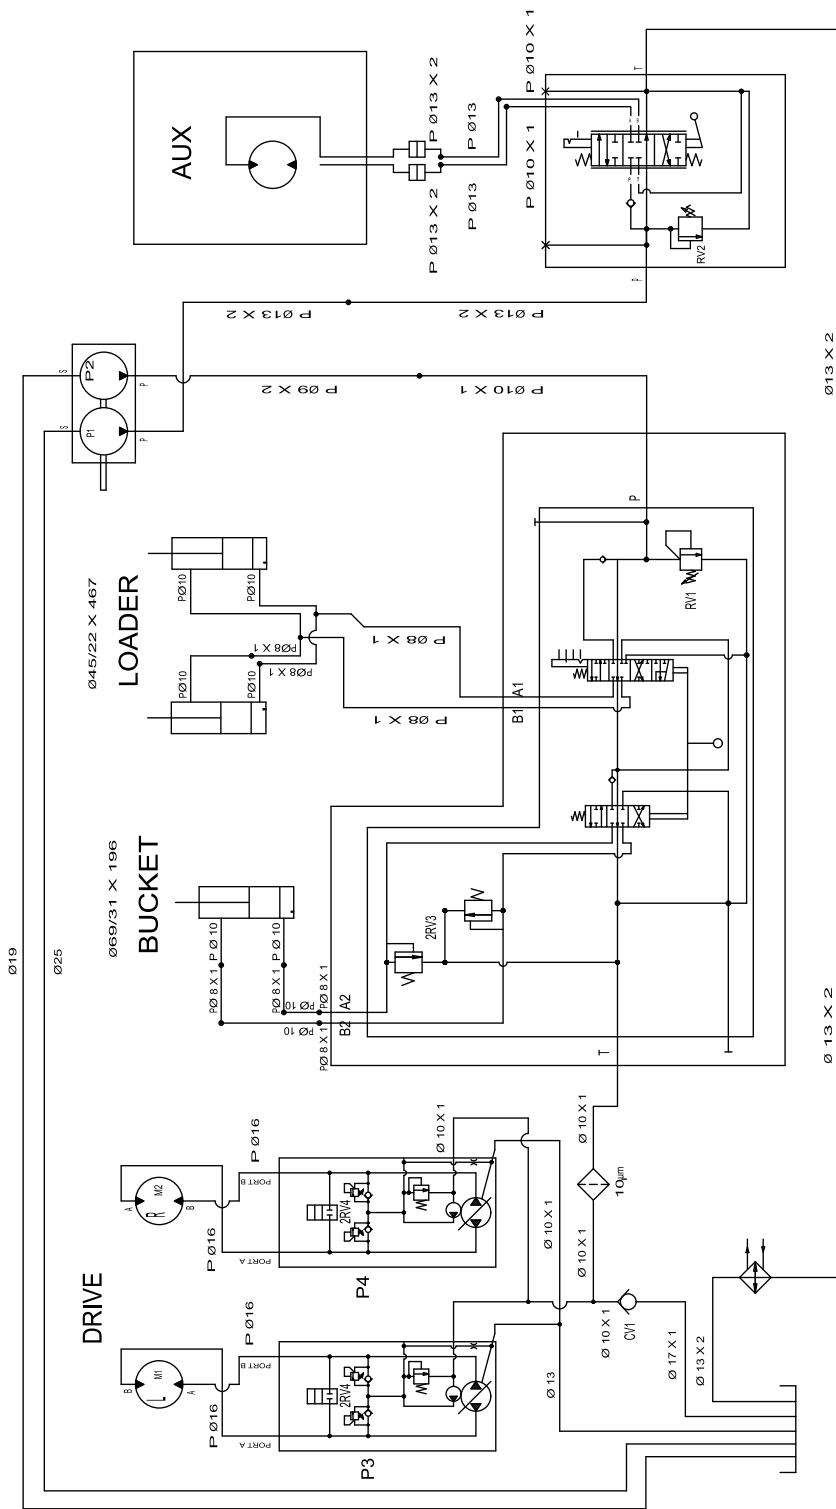 AUX
P Ø13 X 2
P Ø13
P Ø13 X 2
P Ø13
P Ø10 X 1
P Ø10 X 1
T
P
T
P
RV2
P Ø13 X 2
P Ø13 X 2
S
P2
P
S
P1
P
P Ø9 X 2
P Ø10 X 1
Ø13 X 2
P
RV1
Ø45/22 X 467
LOADER
PØ10
PØ10
PØ10
PØ10
PØ8 X 1
PØ8 X 1
P Ø8 X 1
P Ø8 X 1
A1
B1
Ø19
Ø25
Ø69/31 X 196
BUCKET
PØ 8 X 1
P Ø 10
PØ 8 X 1
P Ø 10
PØ 10
PØ 8 X 1
A2
PØ 10
PØ 8 X 1
B2
2RV3
T
Ø 13 X 2
DRIVE
A
M2
R
B
P Ø16
P Ø16
PORT B
PORT A
2RV4
P4
Ø 10 X 1
Ø 10 X 1
10µm
Ø 10 X 1
Ø 10 X 1
B
M1
L
A
P Ø16
P Ø16
PORT B
PORT A
2RV4
P3
Ø 13
Ø 10 X 1
CV1
Ø 17 X 1
Ø 13 X 2